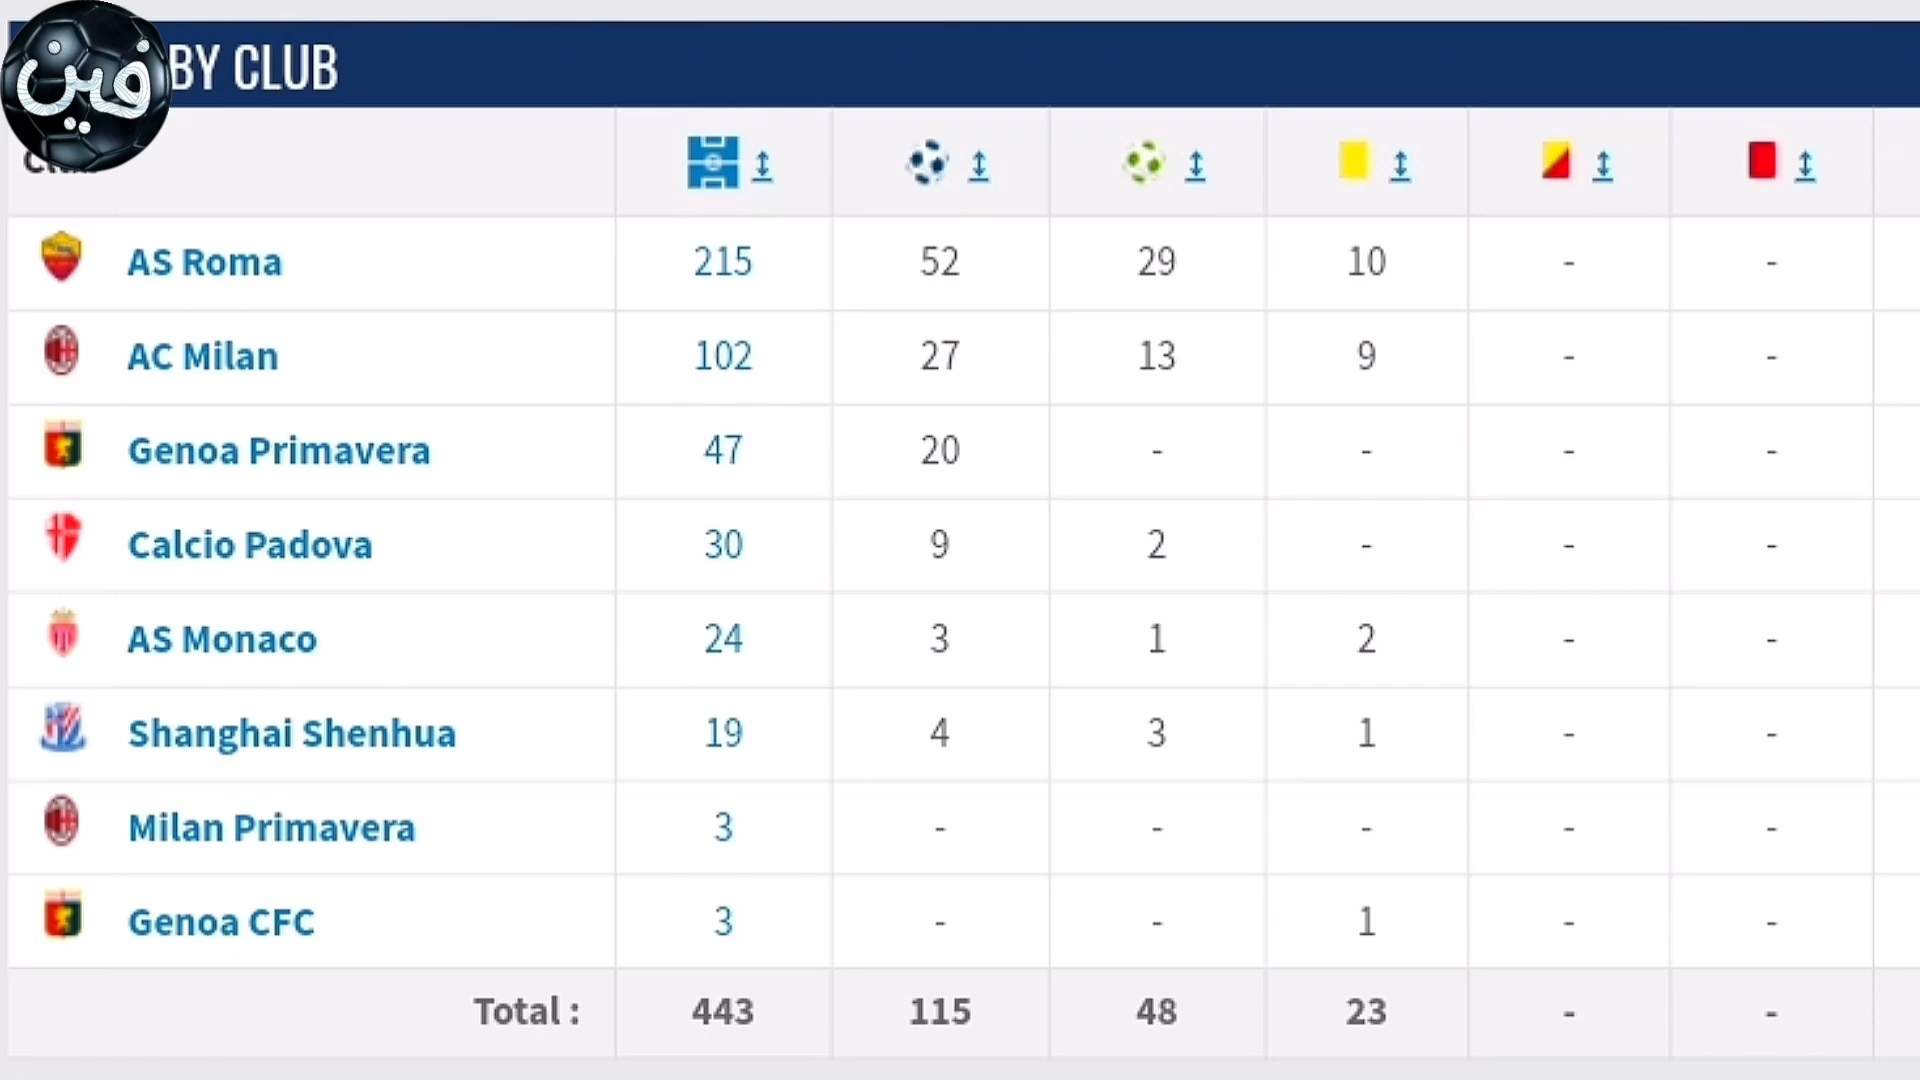 فين
BY CLUB
AS Roma 215 52 29 10 - -
AC Milan 102 27 13 9 - -
Genoa Primavera 47 20 - - - -
Calcio Padova 30 9 2 - - -
AS Monaco 24 3 1 2 - -
Shanghai Shenhua 19 4 3 1 - -
Milan Primavera 3 - - - - -
Genoa CFC 3 - - 1 - -
Total : 443 115 48 23 - -